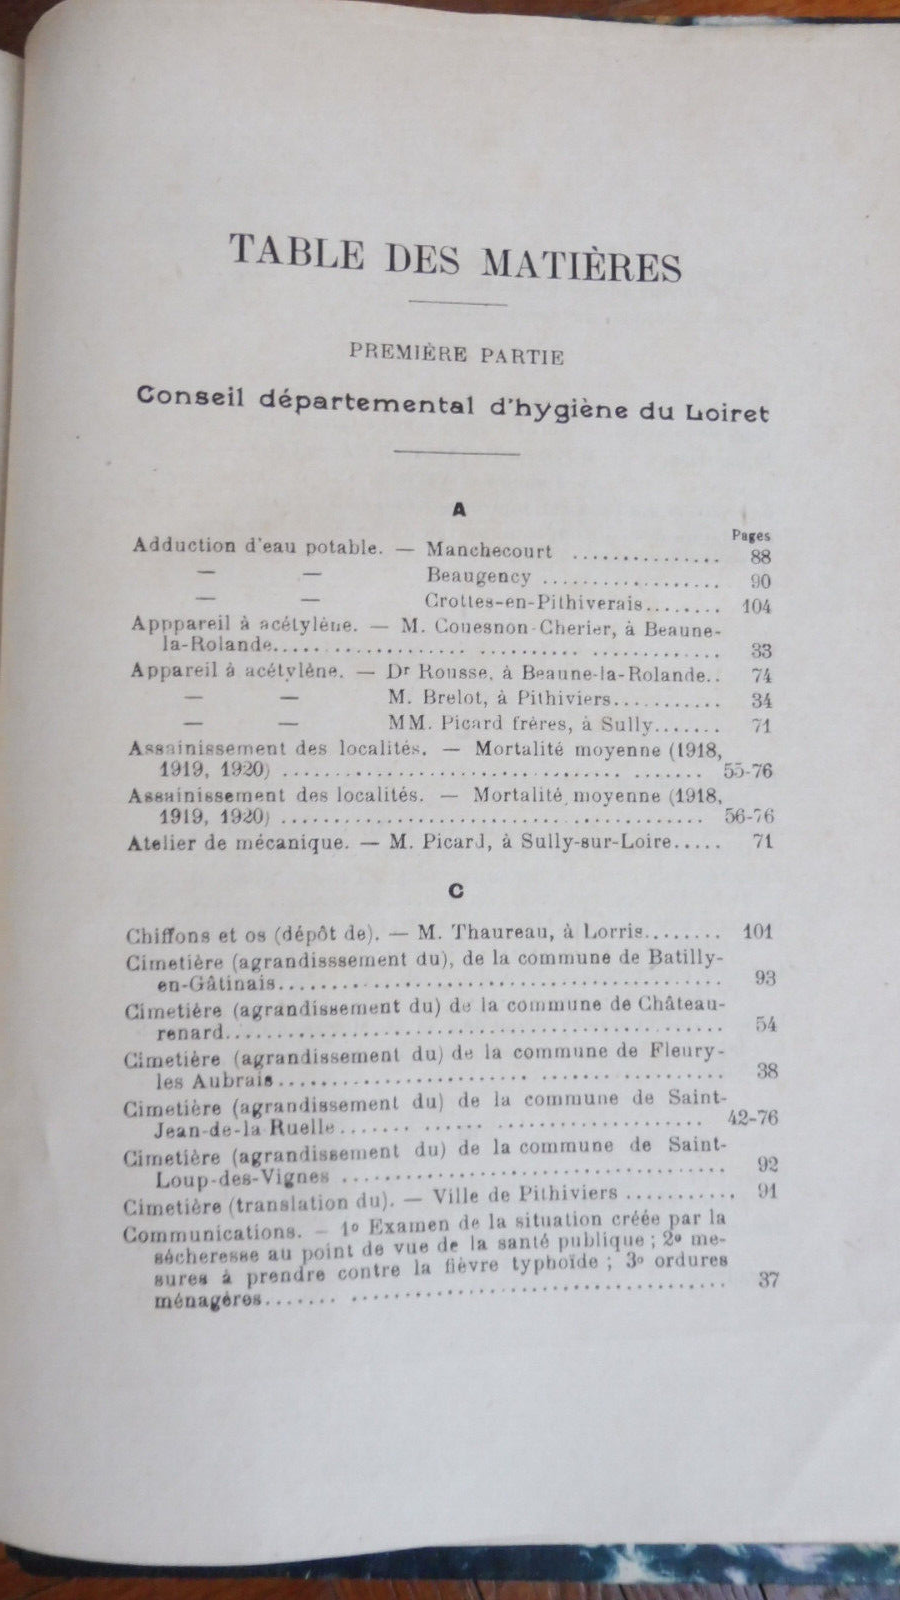 TABLE DES MATIÈRES
PREMIÈRE PARTIE
Conseil départemental d'hygiène du Loiret
A
Pages
Adduction d'eau potable. — Manchecourt ............... 88
— — Beaugency .................. 90
— — Crottes-en-Pithiverais........ 104
Apppareil à acétylène. — M. Couesnon-Cherier, à Beaune-
la-Rolande............................................. 33
Appareil à acétylène. — Dr Rousse, à Beaune-la-Rolande.. 74
— — M. Brelot, à Pithiviers........... 34
— — MM. Picard frères, à Sully....... 71
Assainissement des localités. — Mortalité moyenne (1918,
1919, 1920) .......................................... 55-76
Assainissement des localités. — Mortalité moyenne (1918,
1919, 1920) .......................................... 56-76
Atelier de mécanique. — M. Picard, à Sully-sur-Loire..... 71
C
Chiffons et os (dépôt de). — M. Thaureau, à Lorris........ 101
Cimetière (agrandisssement du), de la commune de Batilly-
en-Gâtinais............................................. 93
Cimetière (agrandissement du) de la commune de Château-
renard.................................................. 54
Cimetière (agrandissement du) de la commune de Fleury-
les Aubrais............................................. 38
Cimetière (agrandissement du) de la commune de Saint-
Jean-de-la Ruelle...................................... 42-76
Cimetière (agrandissement du) de la commune de Saint-
Loup-des-Vignes ....................................... 92
Cimetière (translation du). — Ville de Pithiviers ........... 91
Communications. — 1o Examen de la situation créée par la
sécheresse au point de vue de la santé publique ; 2o me-
sures à prendre contre la fièvre typhoïde ; 3o ordures
ménagères.............................................. 37